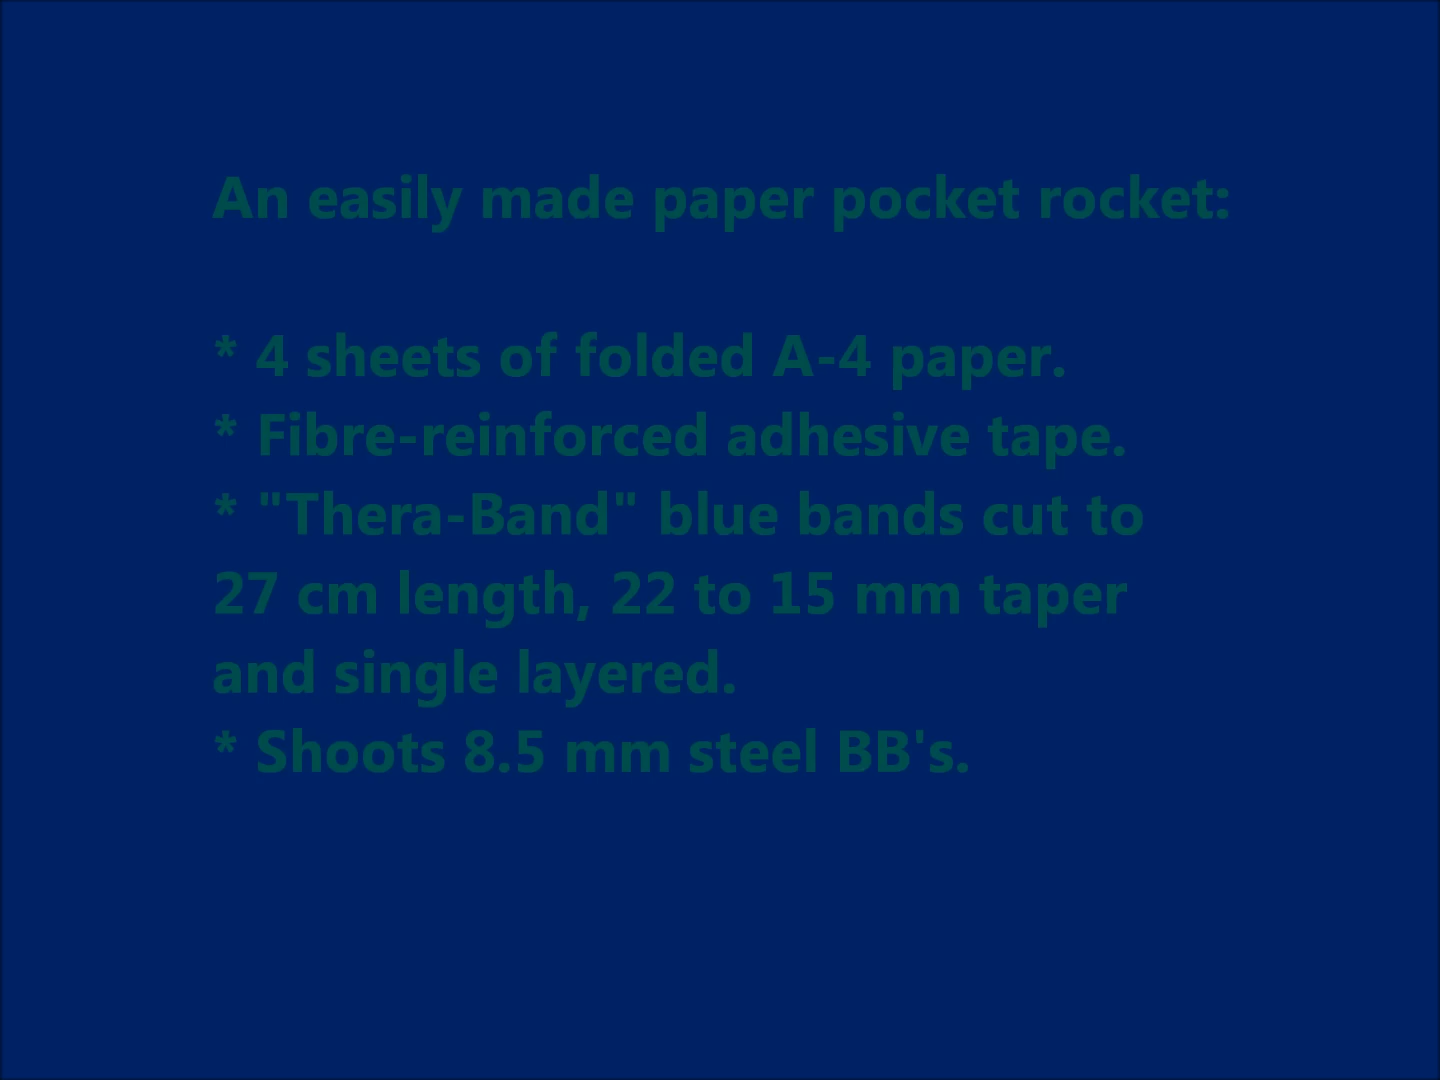 An easily made paper pocket rocket:
* 4 sheets of folded A-4 paper.
* Fibre-reinforced adhesive tape.
* "Thera-Band" blue bands cut to
27 cm length, 22 to 15 mm taper
and single layered.
* Shoots 8.5 mm steel BB's.